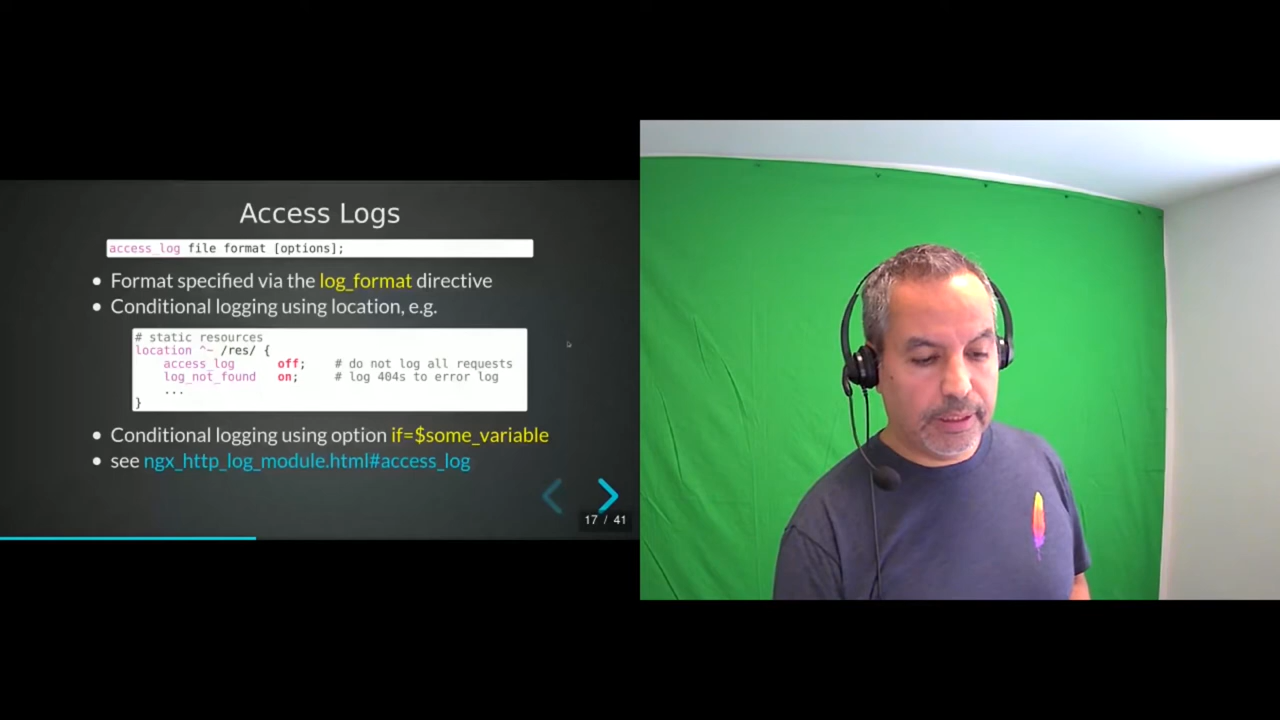 Access Logs
access_log file format [options];
Format specified via the log_format directive
Conditional logging using location, e.g.
# static resources
location ^~ /res/ {
access_log off; # do not log all requests
log_not_found on; # log 404s to error log
...
}
Conditional logging using option if=$some_variable
see ngx_http_log_module.html#access_log
17 / 41